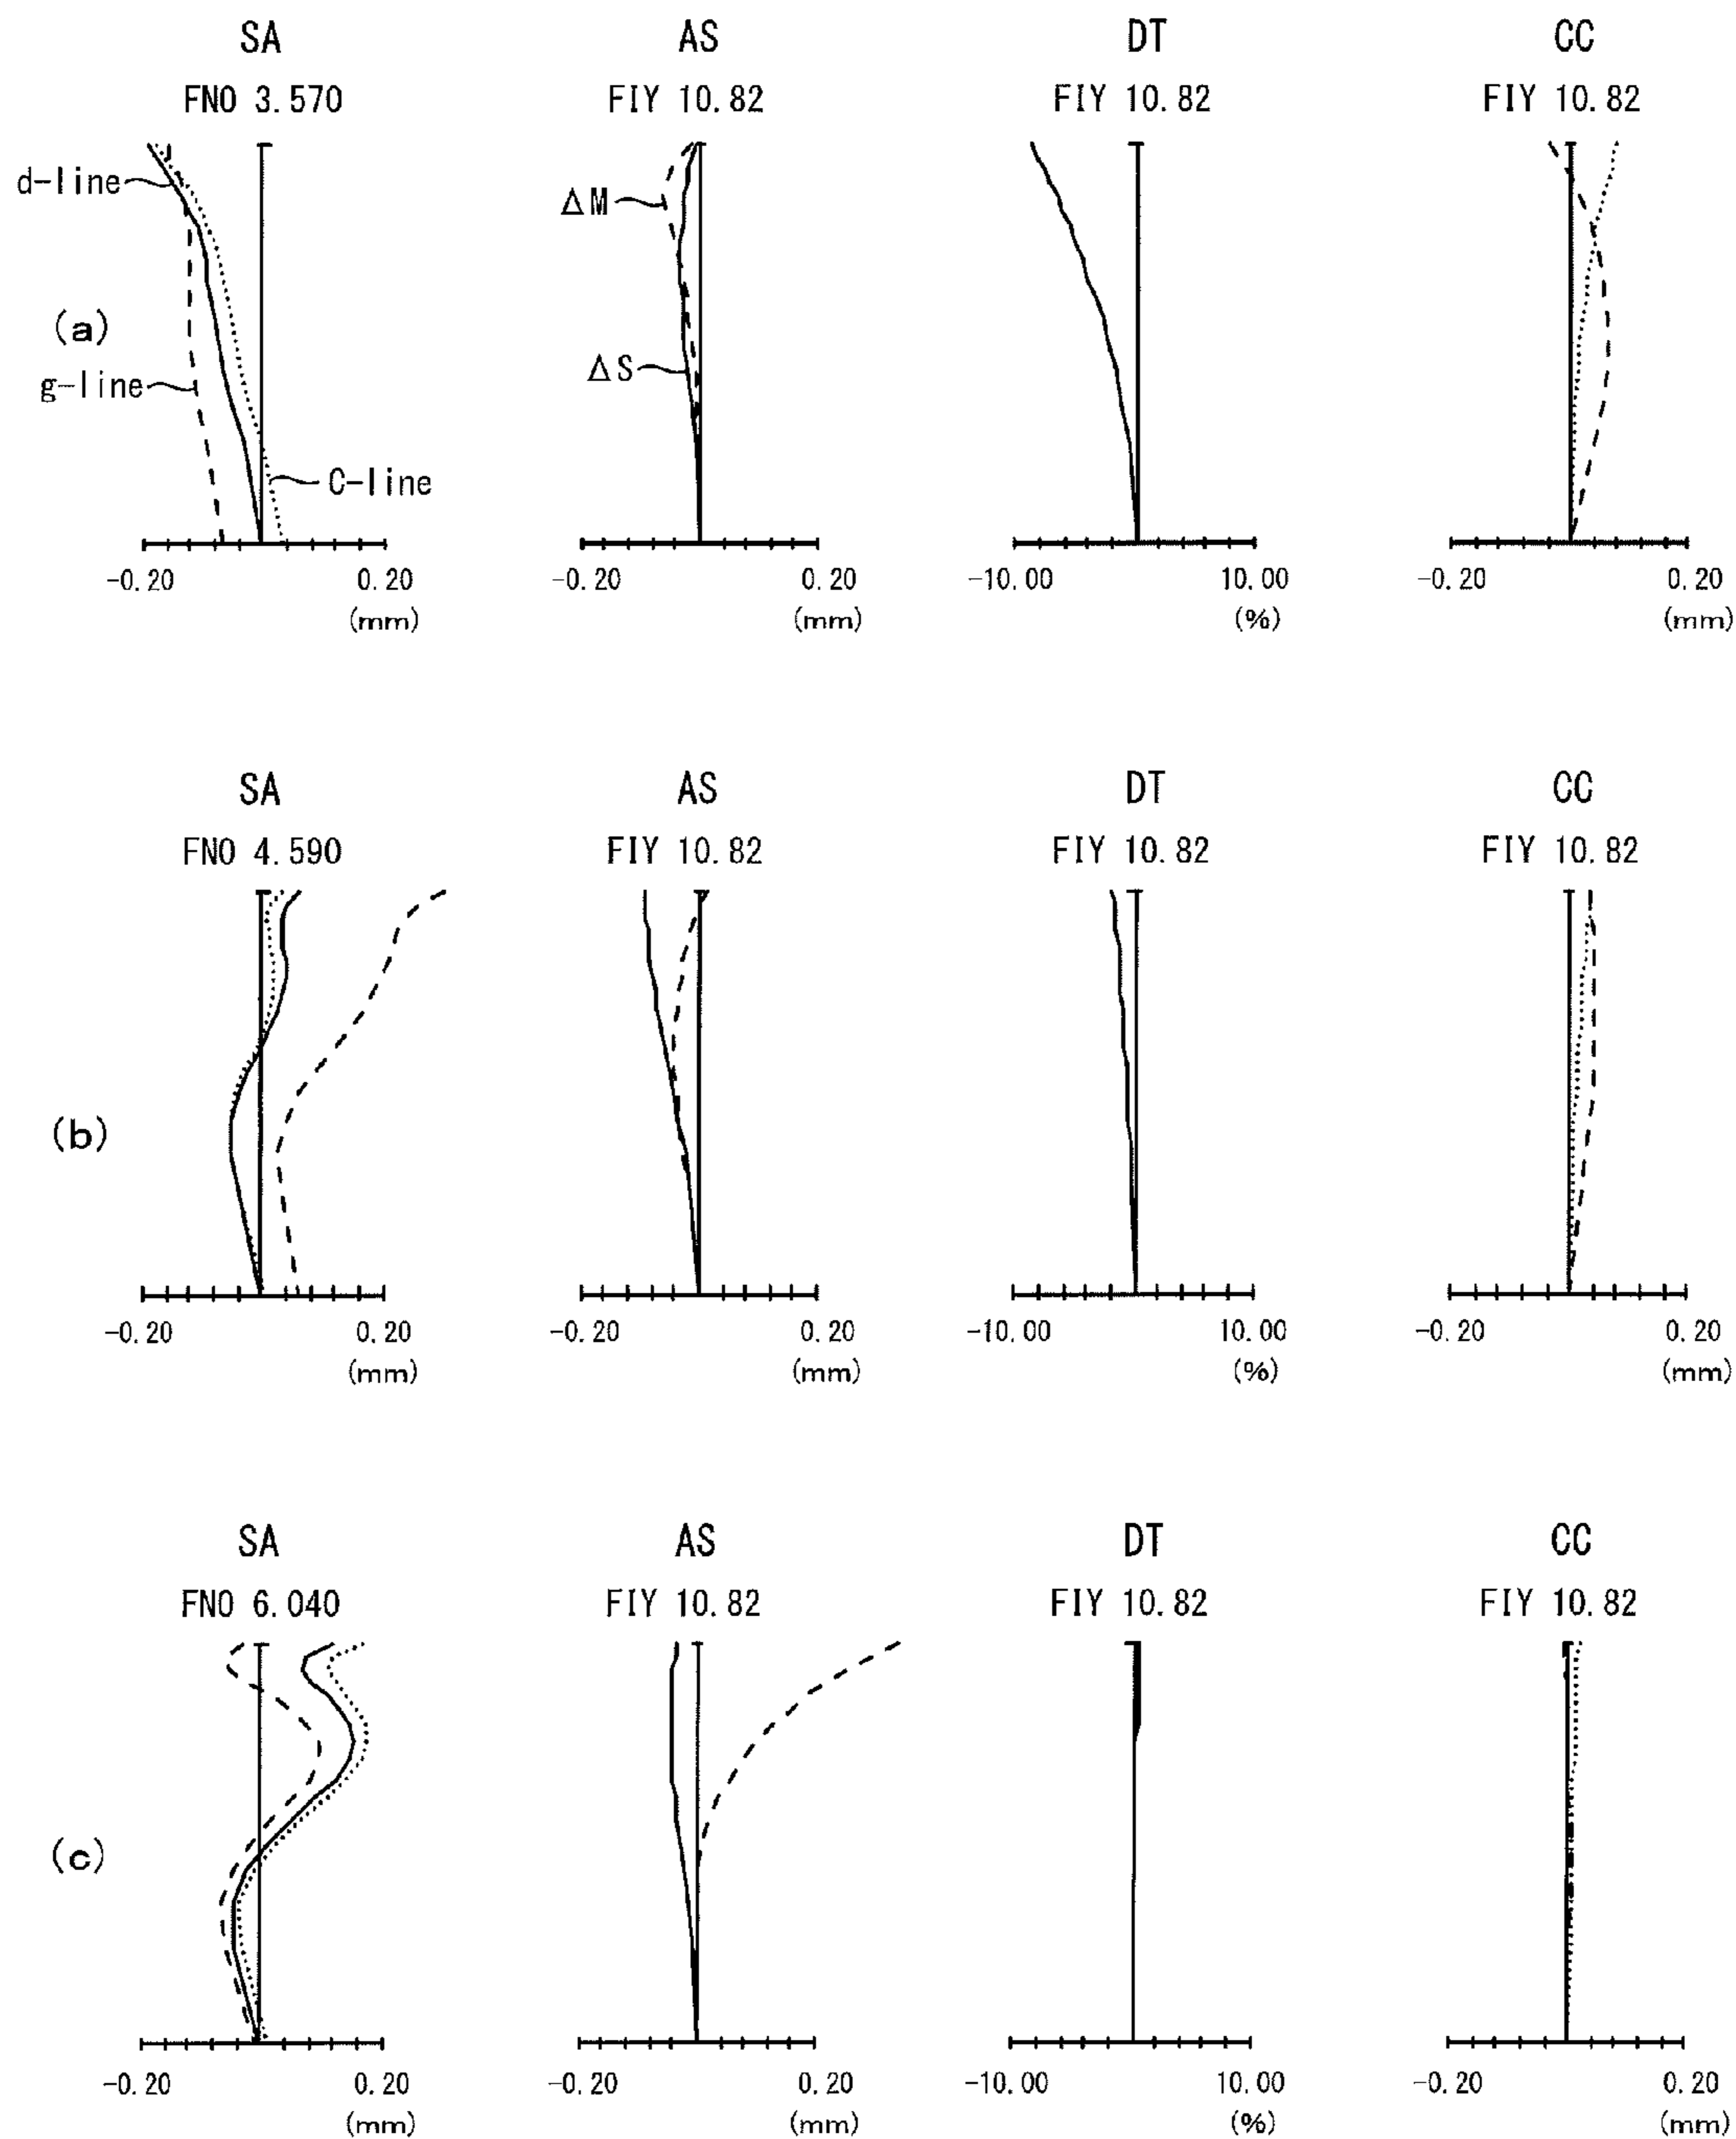 SA AS DT CC
FNO 3.570 FIY 10.82 FIY 10.82 FIY 10.82
d-line
ΔM
(a)
ΔS
g-line
C-line
-0.20 0.20 -0.20 0.20 -10.00 10.00 -0.20 0.20
(mm) (mm) (%) (mm)
SA AS DT CC
FNO 4.590 FIY 10.82 FIY 10.82 FIY 10.82
(b)
-0.20 0.20 -0.20 0.20 -10.00 10.00 -0.20 0.20
(mm) (mm) (%) (mm)
SA AS DT CC
FNO 6.040 FIY 10.82 FIY 10.82 FIY 10.82
(c)
-0.20 0.20 -0.20 0.20 -10.00 10.00 -0.20 0.20
(mm) (mm) (%) (mm)